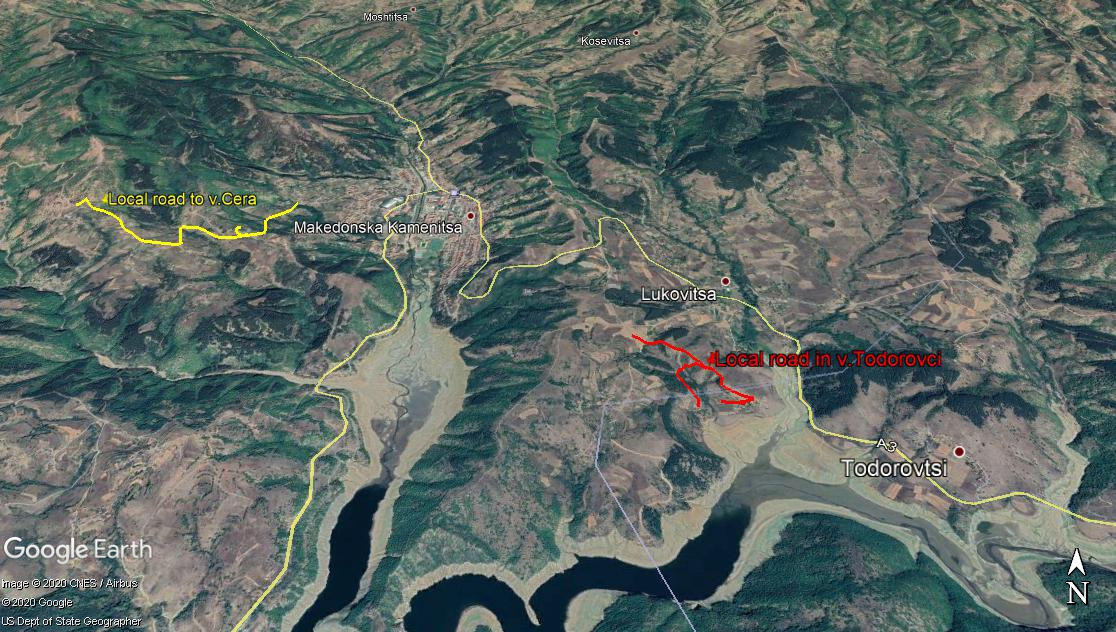 Moshtitsa
Kosevitsa
Local road to v.Cera
Makedonska Kamenitsa
Lukovitsa
Local road in v.Todorovci
A3
Todorovtsi
Google Earth
Image © 2020 CNES / Airbus
©2020 Google
US Dept of State Geographer
N